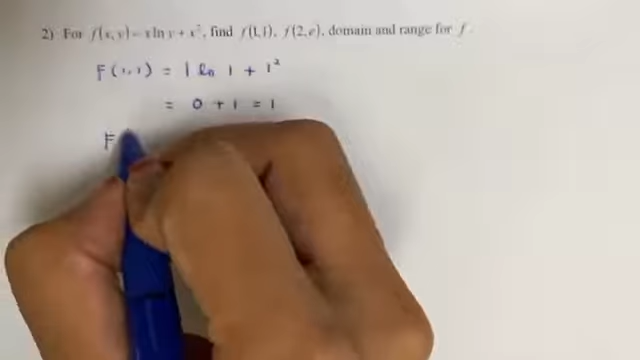 2) For f(x, y) = x ln y + x², find f(1,1), f(2,e), domain and range for f.
F(1,1) = 1 ln 1 + 1²
= 0 + 1 = 1
F